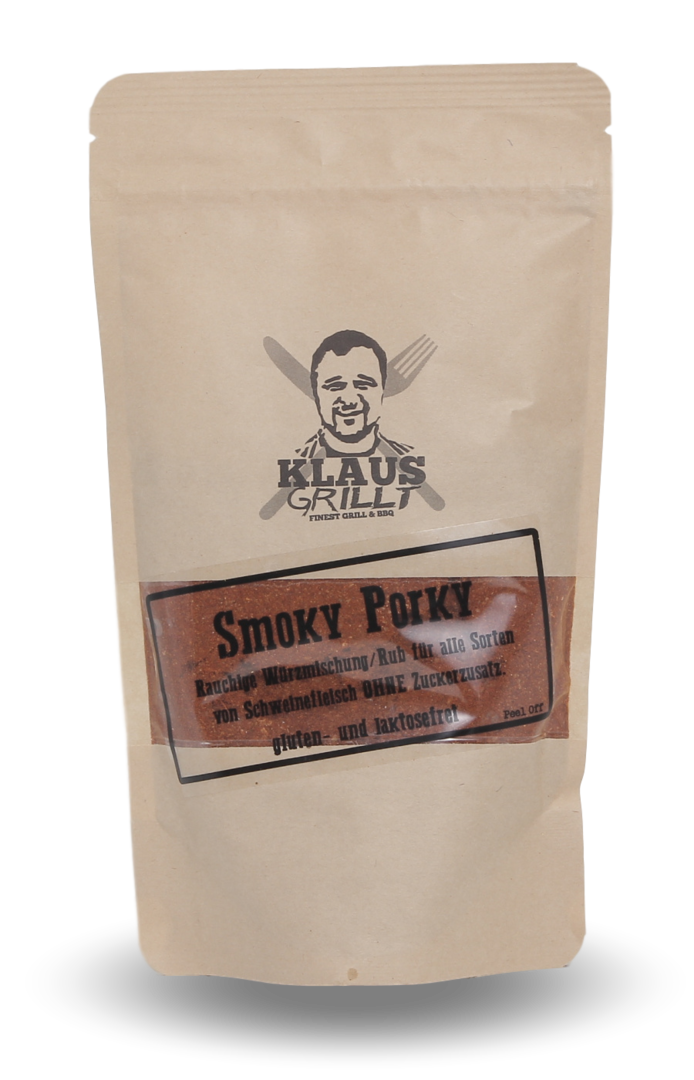 KLAUS
GRILLT
FINEST GRILL & BBQ
Smoky Porky
Rauchige Würzmischung/Rub für alle Sorten
von Schweinefleisch OHNE Zuckerzusatz.
gluten- und laktosefrei
Peel Off